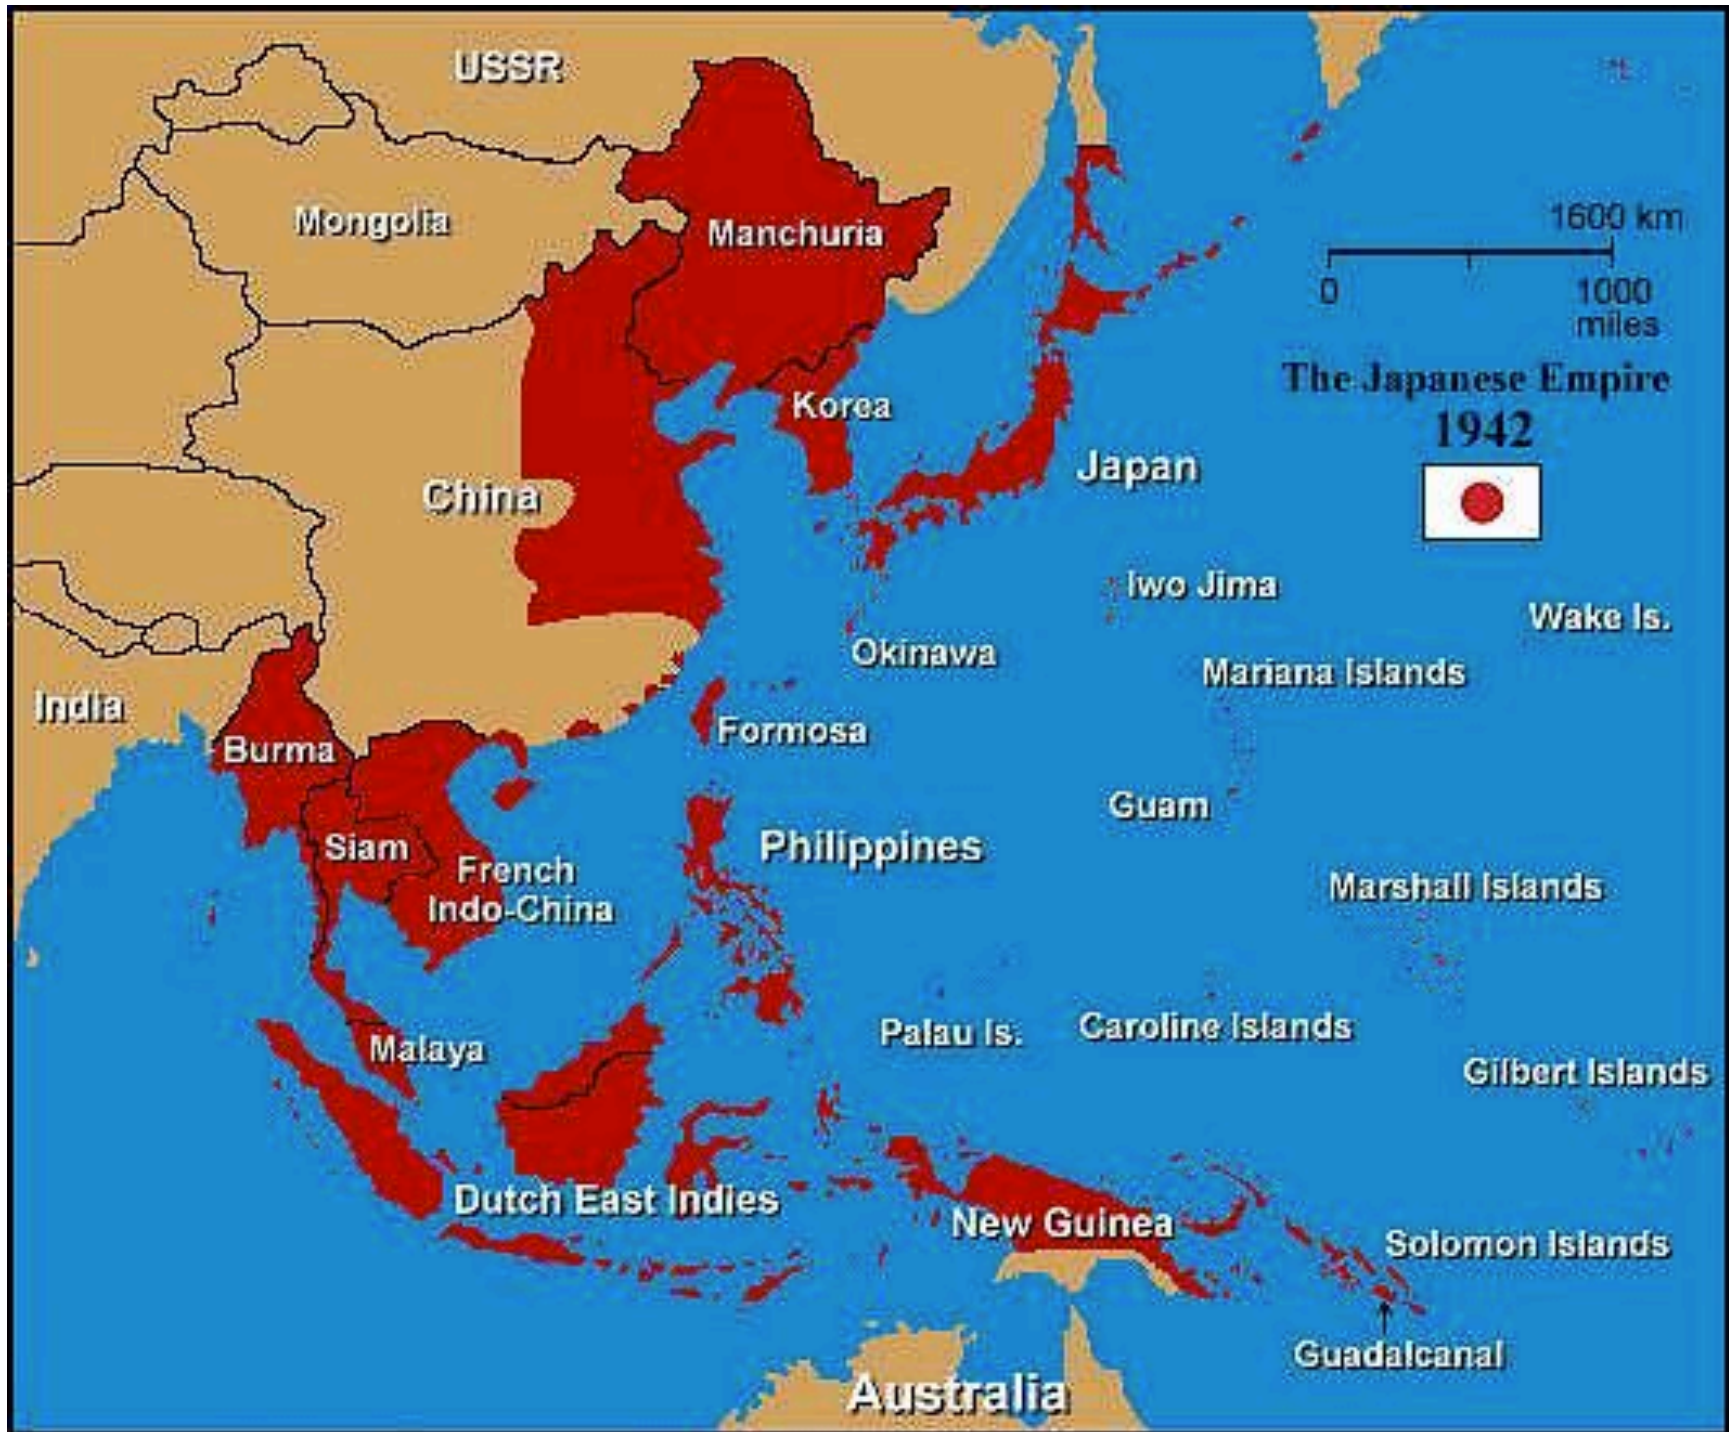 USSR
Mongolia
Manchuria
1600 km
0
1000
miles
The Japanese Empire
1942
Korea
Japan
China
Iwo Jima
Wake Is.
Okinawa
Mariana Islands
India
Formosa
Burma
Guam
Siam
Philippines
French
Indo-China
Marshall Islands
Palau Is.
Caroline Islands
Malaya
Gilbert Islands
Dutch East Indies
New Guinea
Solomon Islands
Guadalcanal
Australia